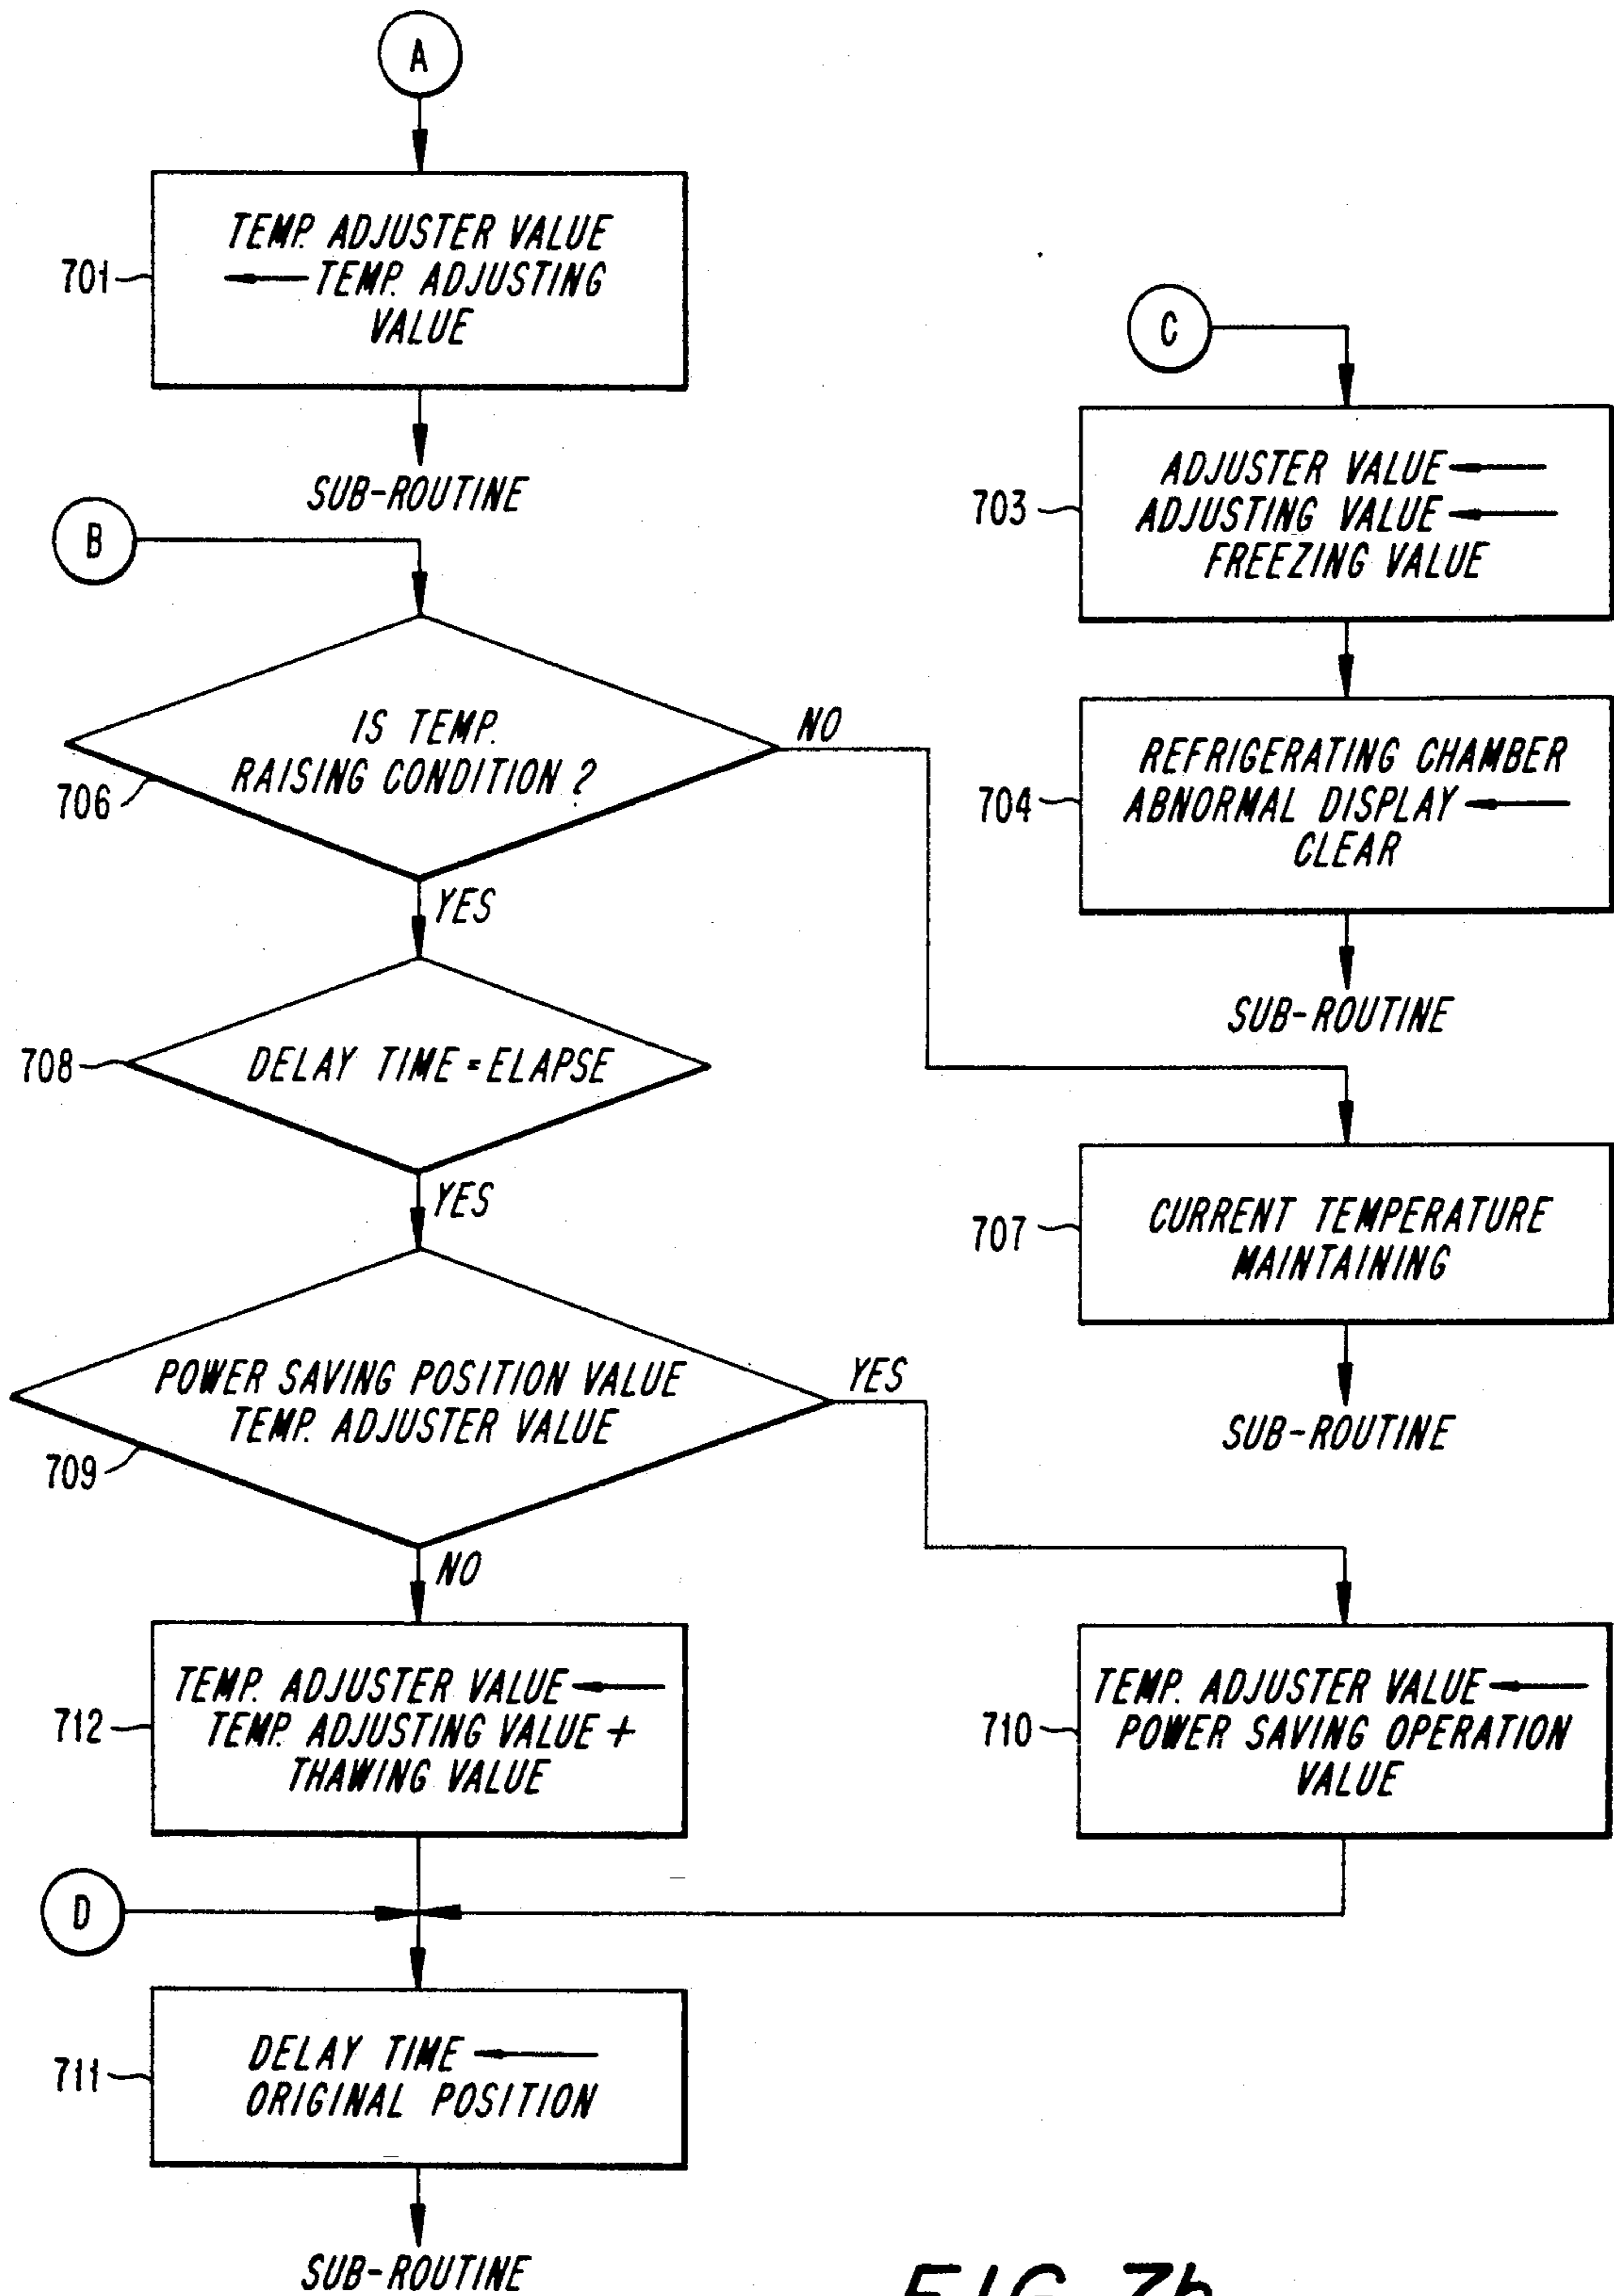 A
701
TEMP. ADJUSTER VALUE
← TEMP. ADJUSTING
VALUE
SUB-ROUTINE
C
703
ADJUSTER VALUE ←
ADJUSTING VALUE ←
FREEZING VALUE
704
REFRIGERATING CHAMBER
ABNORMAL DISPLAY ←
CLEAR
SUB-ROUTINE
B
706
IS TEMP.
RAISING CONDITION ?
NO
YES
707
CURRENT TEMPERATURE
MAINTAINING
SUB-ROUTINE
708
DELAY TIME = ELAPSE
YES
709
POWER SAVING POSITION VALUE
TEMP. ADJUSTER VALUE
YES
NO
712
TEMP. ADJUSTER VALUE ←
TEMP. ADJUSTING VALUE +
THAWING VALUE
710
TEMP. ADJUSTER VALUE ←
POWER SAVING OPERATION
VALUE
D
711
DELAY TIME ←
ORIGINAL POSITION
SUB-ROUTINE
FIG. 7b